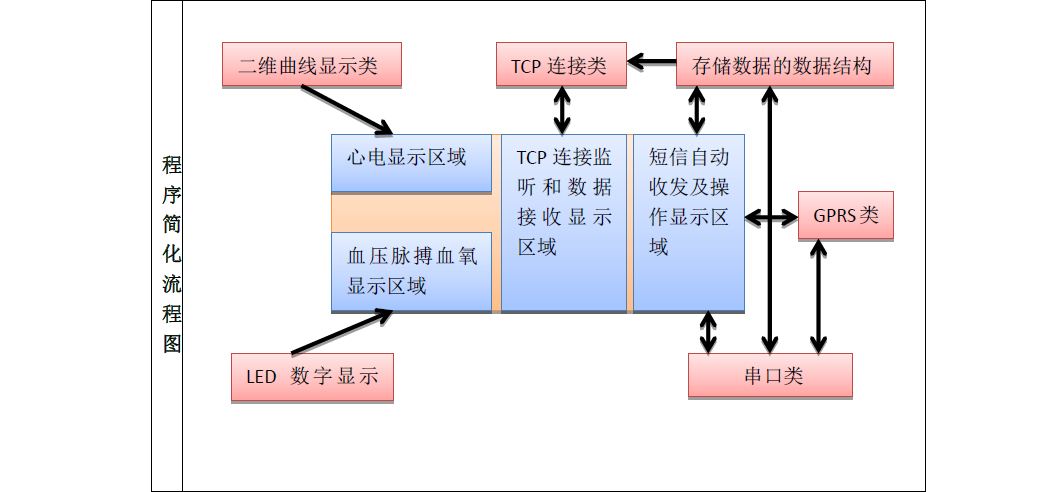 程序简化流程图
二维曲线显示类
TCP 连接类
存储数据的数据结构
心电显示区域
TCP 连接监
听和数据
接收显示
区域
短信自动
收发及操
作显示区
域
GPRS 类
血压脉搏血氧
显示区域
LED 数字显示
串口类